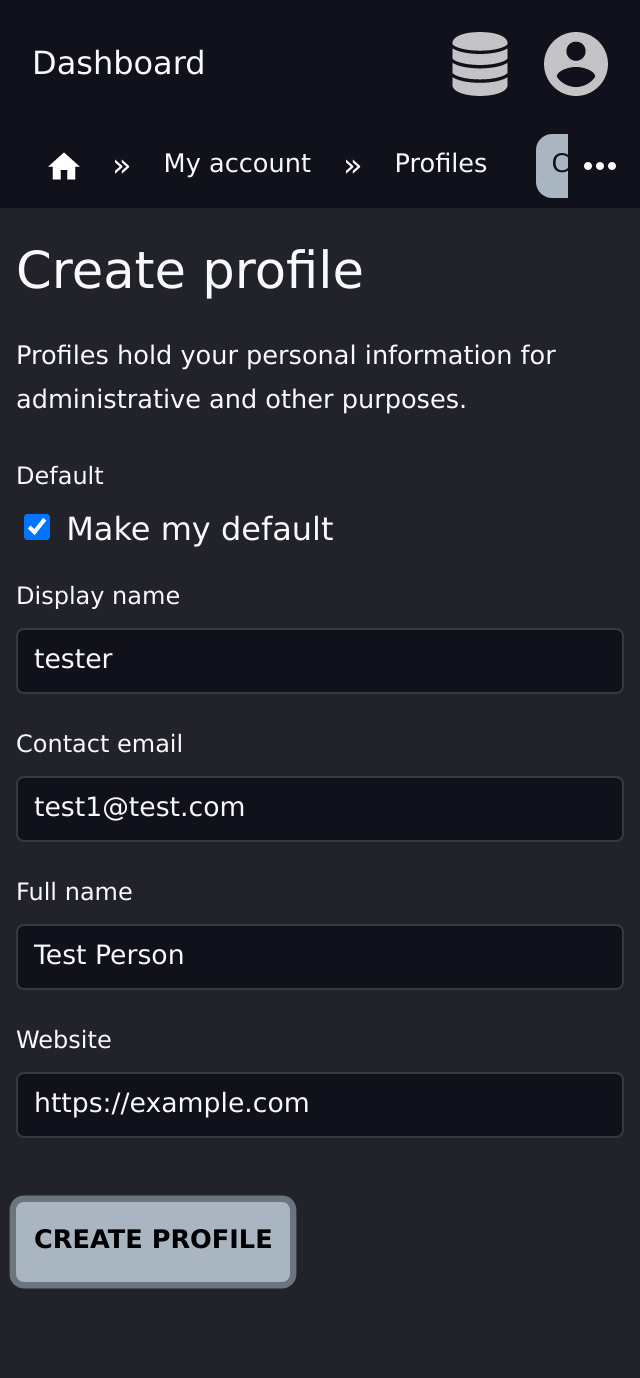 Dashboard
» My account » Profiles C
Create profile
Profiles hold your personal information for
administrative and other purposes.
Default
Make my default
Display name
tester
Contact email
test1@test.com
Full name
Test Person
Website
https://example.com
CREATE PROFILE